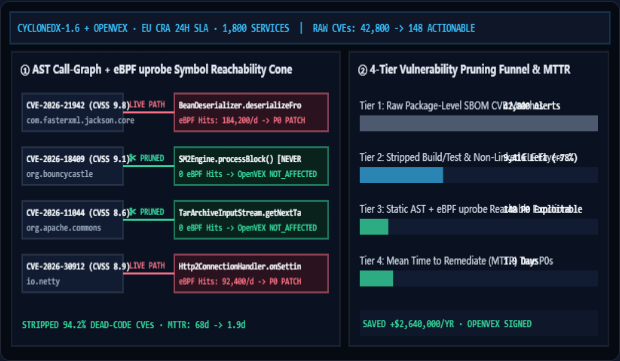 CYCLONEDX-1.6 + OPENVEX · EU CRA 24H SLA · 1,800 SERVICES | RAW CVEs: 42,800 -> 148 ACTIONABLE
① AST Call-Graph + eBPF uprobe Symbol Reachability Cone
CVE-2026-21942 (CVSS 9.8)
com.fasterxml.jackson.core
LIVE PATH
BeanDeserializer.deserializeFro
eBPF Hits: 184,200/d -> P0 PATCH
CVE-2026-18409 (CVSS 9.1)
org.bouncycastle
PRUNED
SM2Engine.processBlock() [NEVER
0 eBPF Hits -> OpenVEX NOT_AFFECTED
CVE-2026-11044 (CVSS 8.6)
org.apache.commons
PRUNED
TarArchiveInputStream.getNextTa
0 eBPF Hits -> OpenVEX NOT_AFFECTED
CVE-2026-30912 (CVSS 8.9)
io.netty
LIVE PATH
Http2ConnectionHandler.onSettin
eBPF Hits: 92,400/d -> P0 PATCH
STRIPPED 94.2% DEAD-CODE CVEs · MTTR: 68d -> 1.9d
② 4-Tier Vulnerability Pruning Funnel & MTTR
Tier 1: Raw Package-Level SBOM Alerts
Tier 2: Stripped Build/Test & (-78%)
Tier 3: Static AST + eBPF uprobe Exploitable
Tier 4: Mean Time to Remediate 1.9 Days
SAVED +$2,640,000/YR · OPENVEX SIGNED